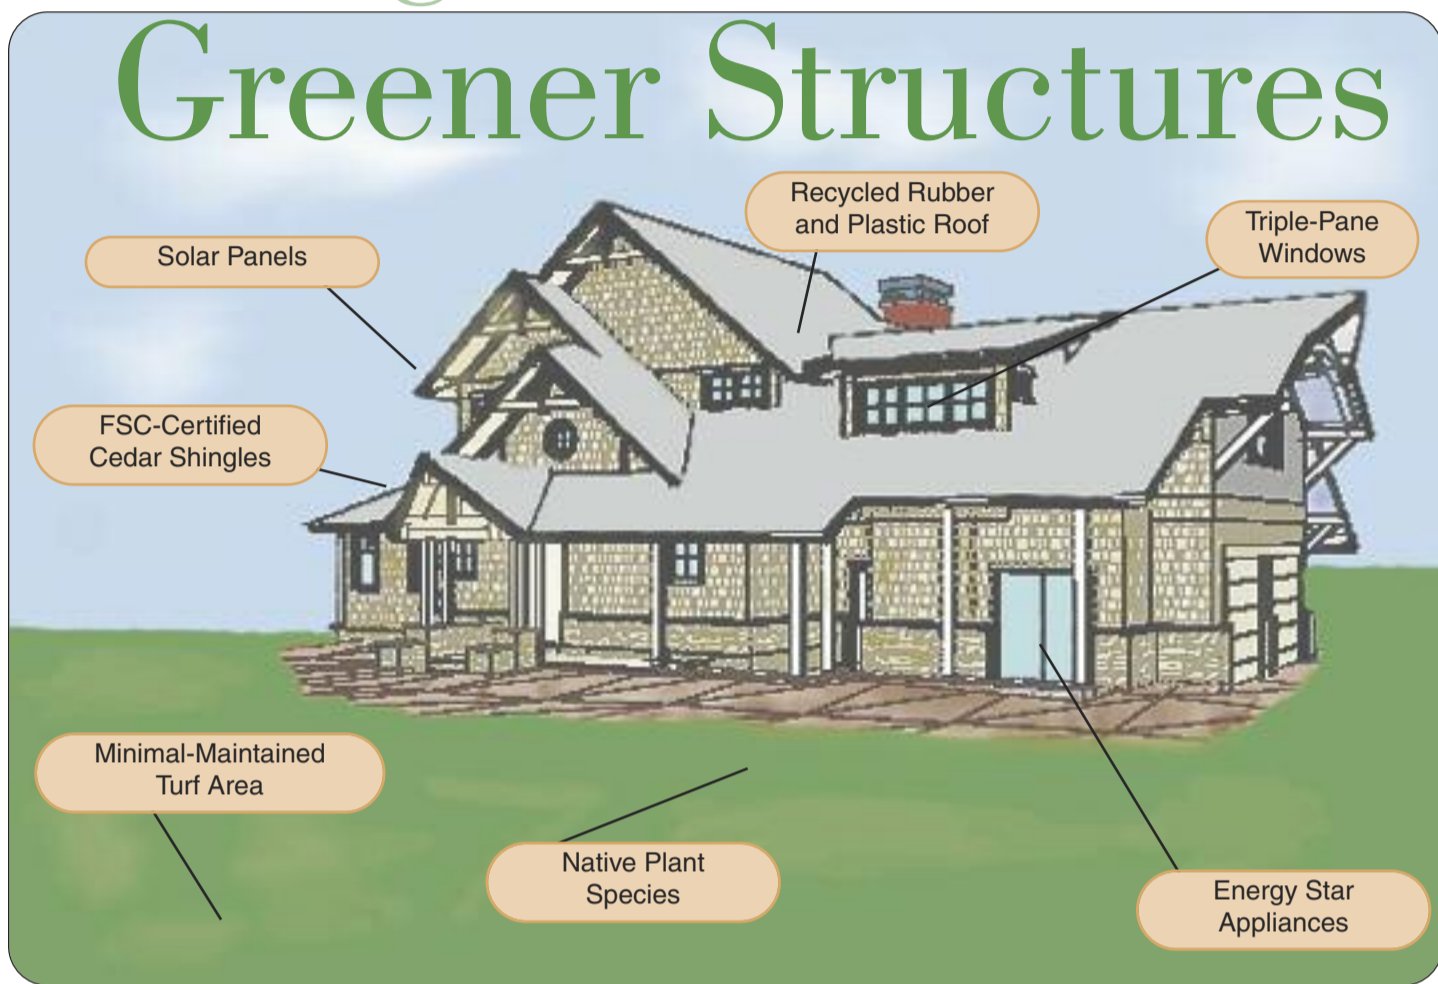 Greener Structures
Recycled Rubber
and Plastic Roof
Triple-Pane
Windows
Solar Panels
FSC-Certified
Cedar Shingles
Minimal-Maintained
Turf Area
Native Plant
Species
Energy Star
Appliances